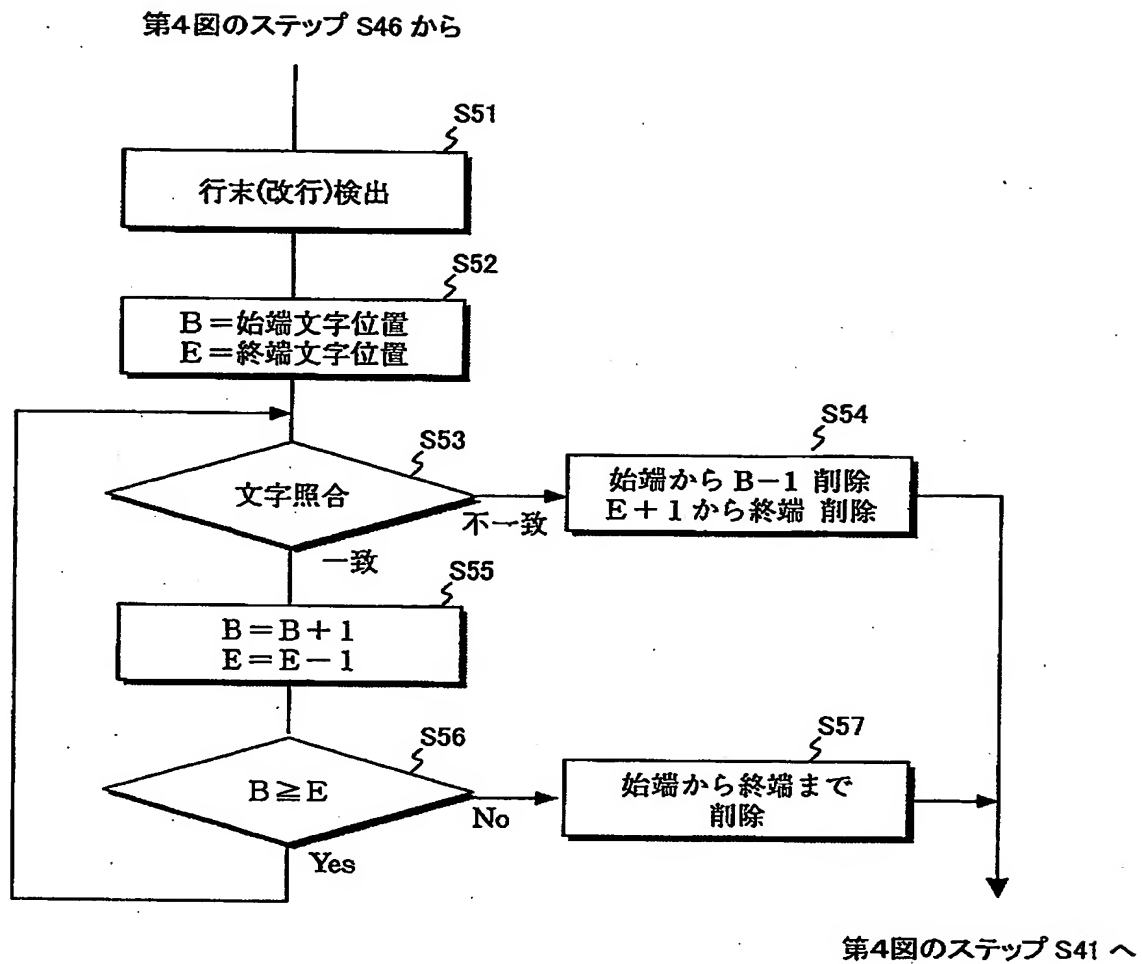 第4図のステップ S46 から
S51
行末(改行)検出
S52
B=始端文字位置
E=終端文字位置
S53
文字照合
不一致
一致
S54
始端から B-1 削除
E+1から終端 削除
S55
B=B+1
E=E-1
S56
B≧E
No
Yes
S57
始端から終端まで
削除
第4図のステップ S41 へ